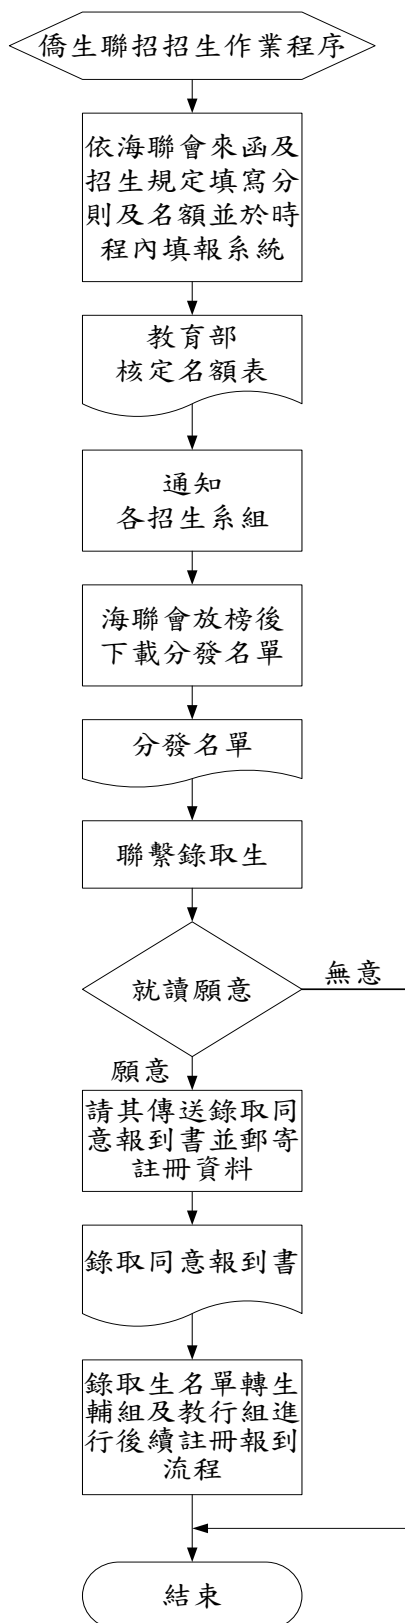 僑生聯招招生作業程序
依海聯會來函及
招生規定填寫分
則及名額並於時
程內填報系統
教育部
核定名額表
通知
各招生系組
海聯會放榜後
下載分發名單
分發名單
聯繫錄取生
就讀願意
無意
願意
請其傳送錄取同
意報到書並郵寄
註冊資料
錄取同意報到書
錄取生名單轉生
輔組及教行組進
行後續註冊報到
流程
結束